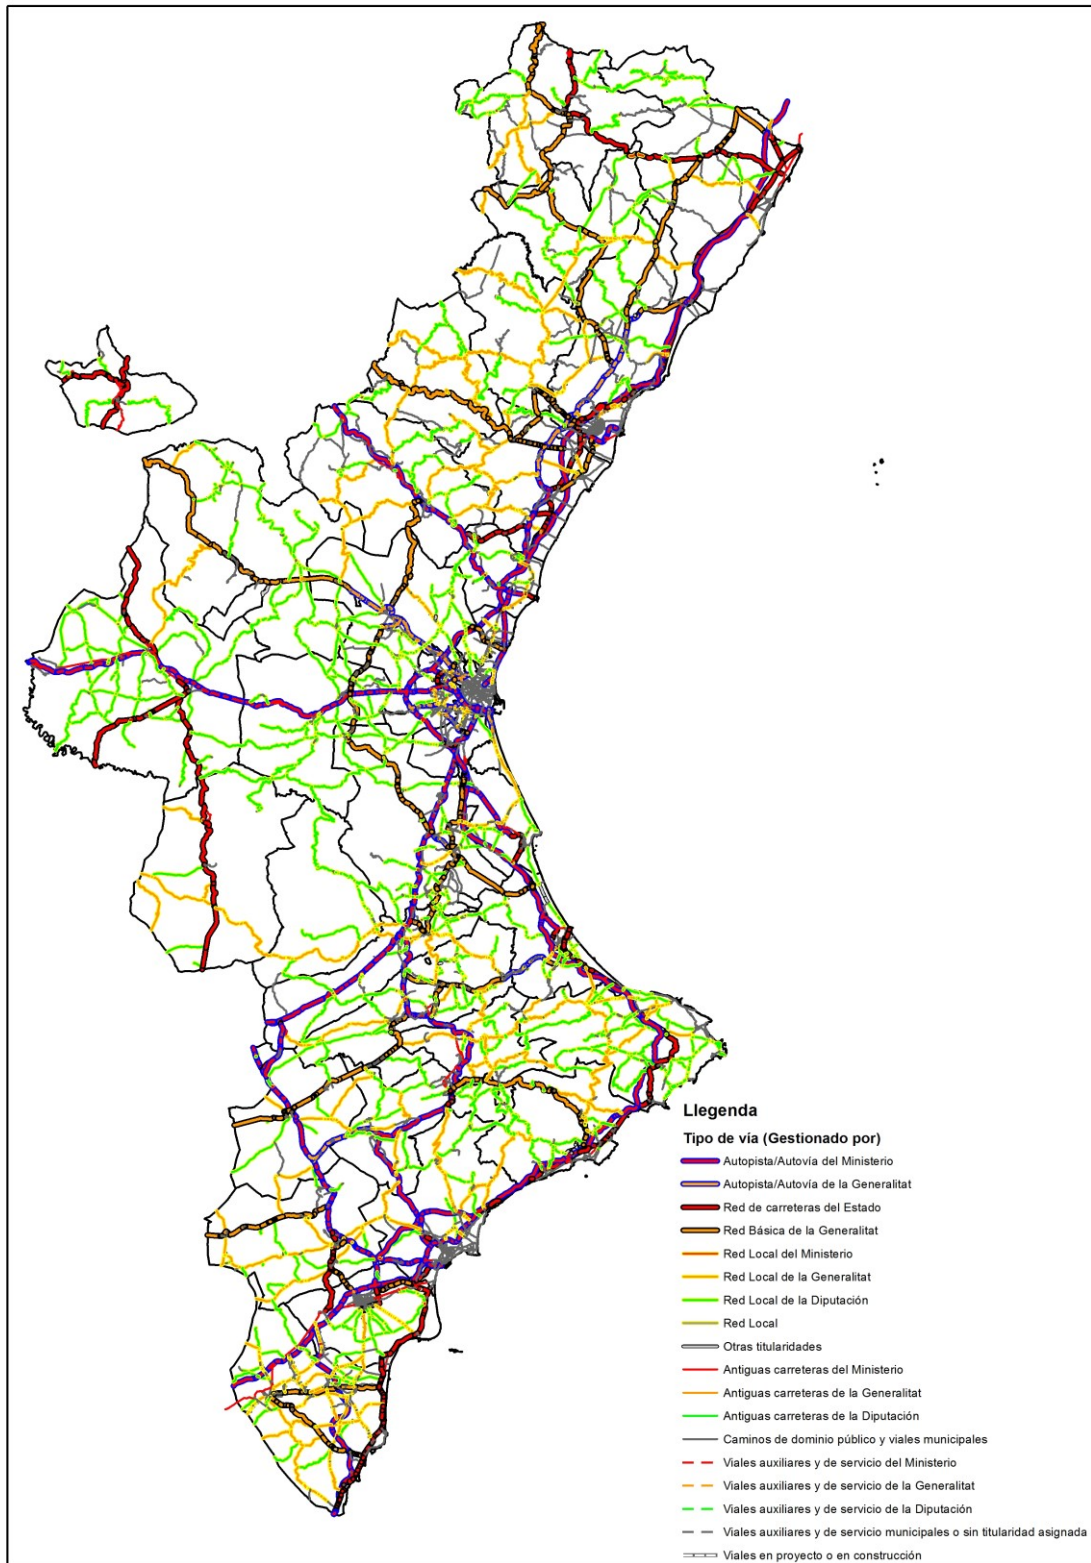 Llegenda
Tipo de vía (Gestionado por)
Autopista/Autovía del Ministerio
Autopista/Autovía de la Generalitat
Red de carreteras del Estado
Red Básica de la Generalitat
Red Local del Ministerio
Red Local de la Generalitat
Red Local de la Diputación
Red Local
Otras titularidades
Antiguas carreteras del Ministerio
Antiguas carreteras de la Generalitat
Antiguas carreteras de la Diputación
Caminos de dominio público y viales municipales
Viales auxiliares y de servicio del Ministerio
Viales auxiliares y de servicio de la Generalitat
Viales auxiliares y de servicio de la Diputación
Viales auxiliares y de servicio municipales o sin titularidad asignada
Viales en proyecto o en construcción